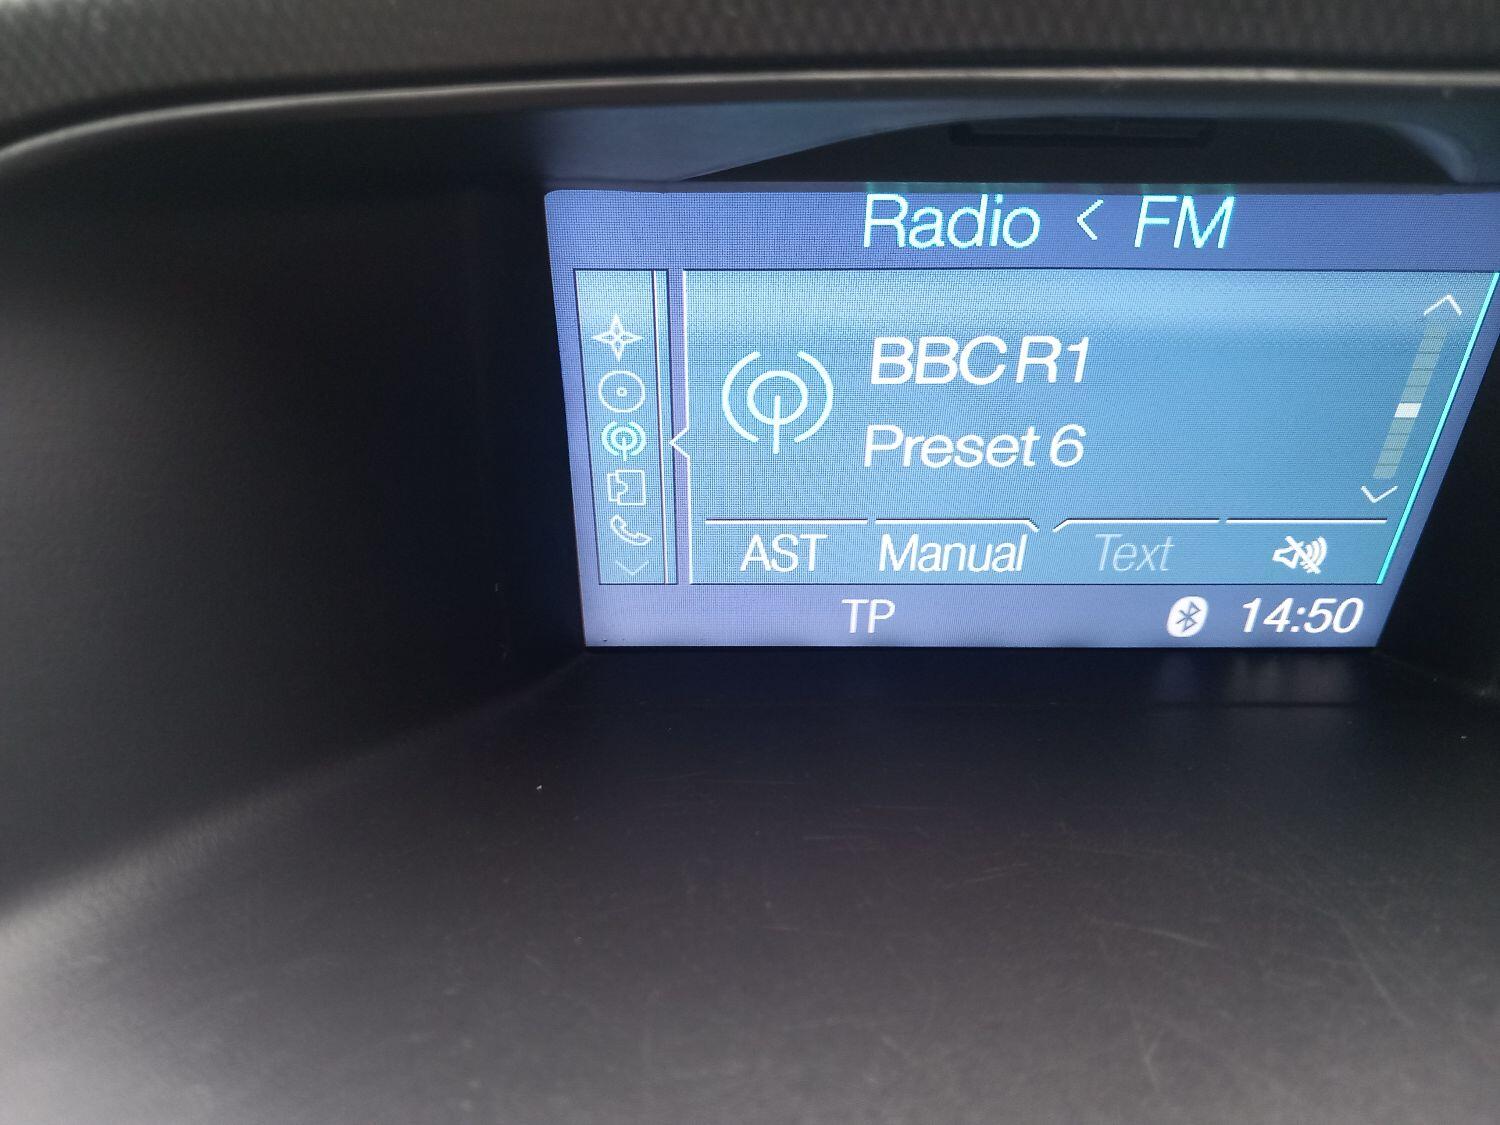 Radio < FM
BBC R1
Preset 6
AST Manual Text
TP 14:50